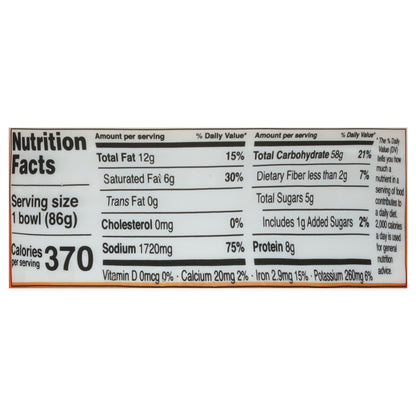 Nutrition
Facts
Serving size
1 bowl (86g)
Calories
per serving
370
Amount per serving % Daily Value*
Total Fat 12g 15%
Saturated Fat 6g 30%
Trans Fat 0g
Cholesterol 0mg 0%
Sodium 1720mg 75%
Amount per serving % Daily Value*
Total Carbohydrate 58g 21%
Dietary Fiber less than 2g 7%
Total Sugars 5g
Includes 1g Added Sugars 2%
Protein 8g
Vitamin D 0mcg 0% · Calcium 20mg 2% · Iron 2.9mg 15% · Potassium 260mg 6%
* The % Daily
Value (DV)
tells you how
much a
nutrient in a
serving of food
contributes to
a daily diet.
2,000 calories
a day is used
for general
nutrition
advice.